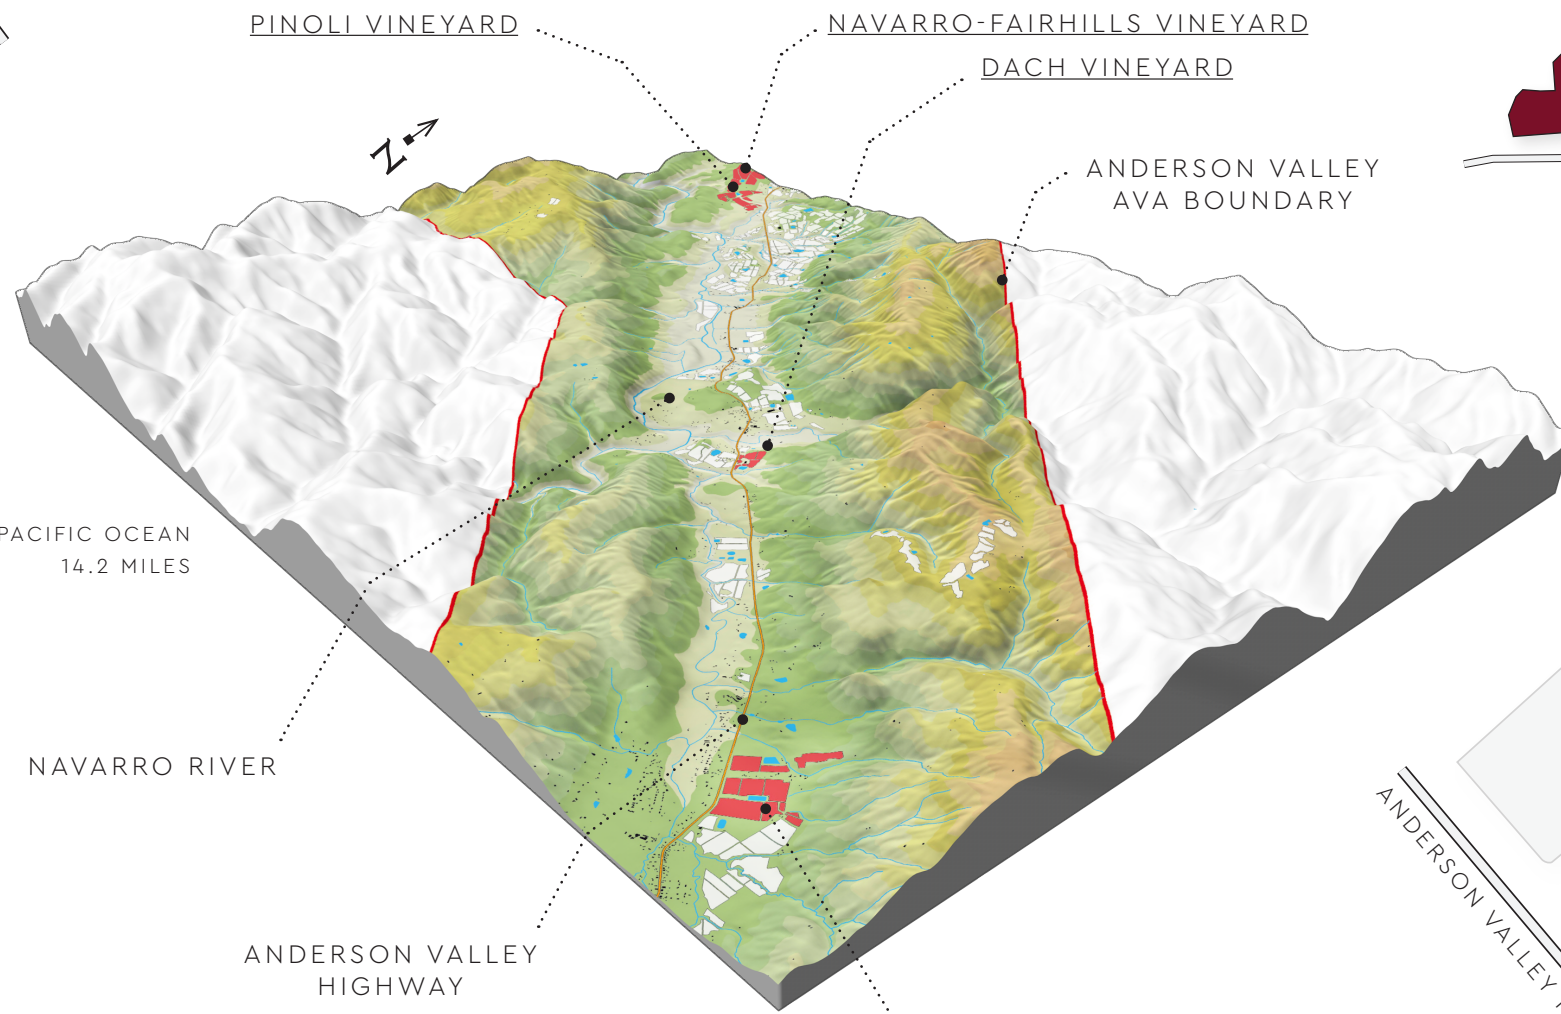 PINOLI VINEYARD
NAVARRO-FAIRHILLS VINEYARD
DACH VINEYARD
N
ANDERSON VALLEY
AVA BOUNDARY
PACIFIC OCEAN
14.2 MILES
NAVARRO RIVER
ANDERSON VALLEY
HIGHWAY
ANDERSON VALLEY